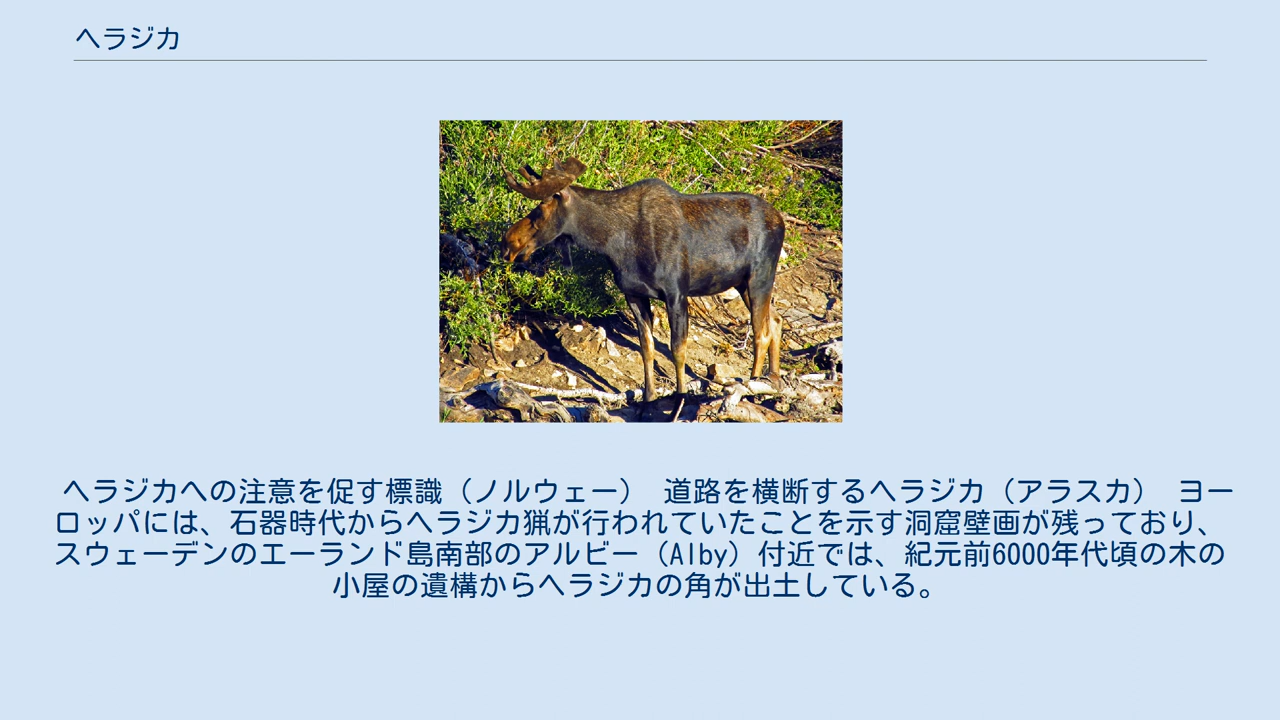 ヘラジカ
ヘラジカへの注意を促す標識（ノルウェー） 道路を横断するヘラジカ（アラスカ） ヨー
ロッパには、石器時代からヘラジカ猟が行われていたことを示す洞窟壁画が残っており、
スウェーデンのエーランド島南部のアルビー（Alby）付近では、紀元前6000年代頃の木の
小屋の遺構からヘラジカの角が出土している。